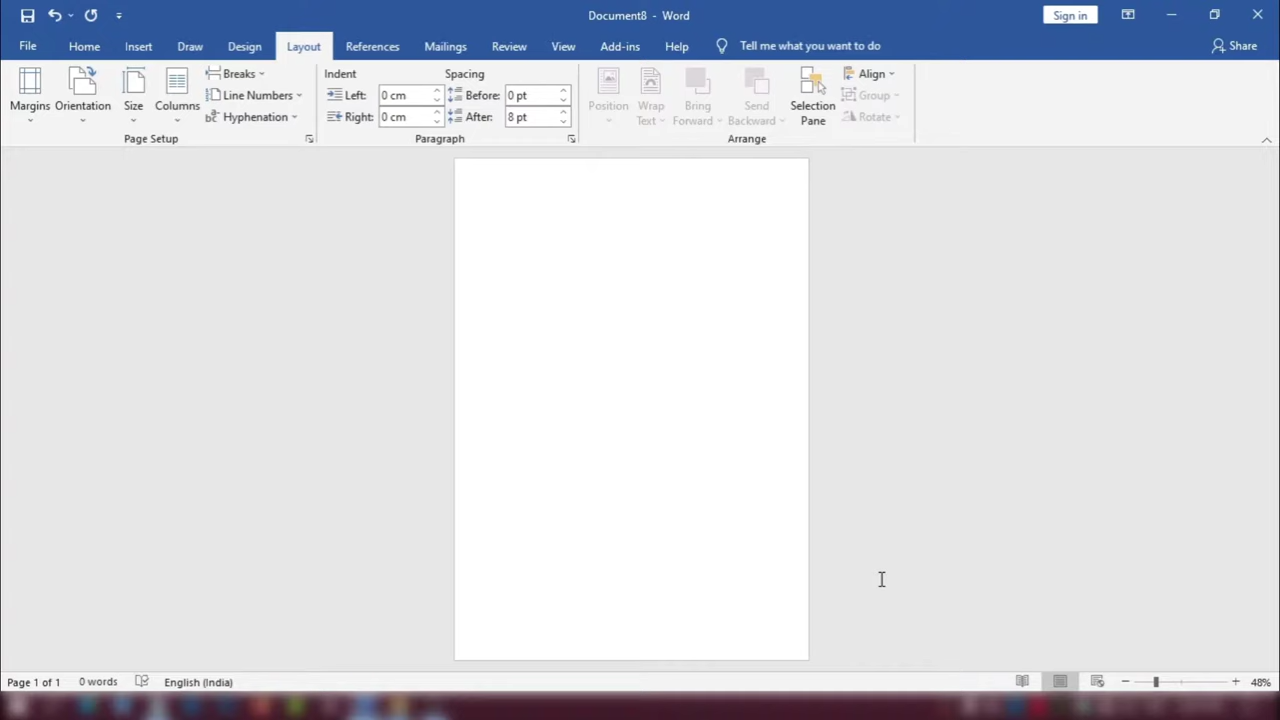 Document8 - Word
Sign in
File Home Insert Draw Design Layout References Mailings Review View Add-ins Help Tell me what you want to do Share
Margins Orientation Size Columns
Breaks
Line Numbers
Hyphenation
Page Setup
Indent Spacing
Left: 0 cm Before: 0 pt
Right: 0 cm After: 8 pt
Paragraph
Position Wrap Text Bring Forward Send Backward Selection Pane
Align
Group
Rotate
Arrange
Page 1 of 1 0 words English (India) 48%